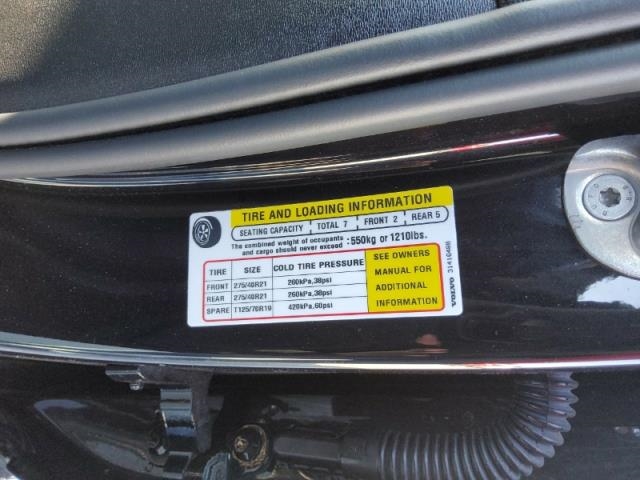 TIRE AND LOADING INFORMATION
SEATING CAPACITY TOTAL 7 FRONT 2 REAR 5
The combined weight of occupants
and cargo should never exceed :550kg or 1210lbs.
TIRE SIZE COLD TIRE PRESSURE
FRONT 275/40R21 260kPa,38psi
REAR 275/40R21 260kPa,38psi
SPARE T125/70R19 420kPa,60psi
SEE OWNERS
MANUAL FOR
ADDITIONAL
INFORMATION
VOLVO 31416498